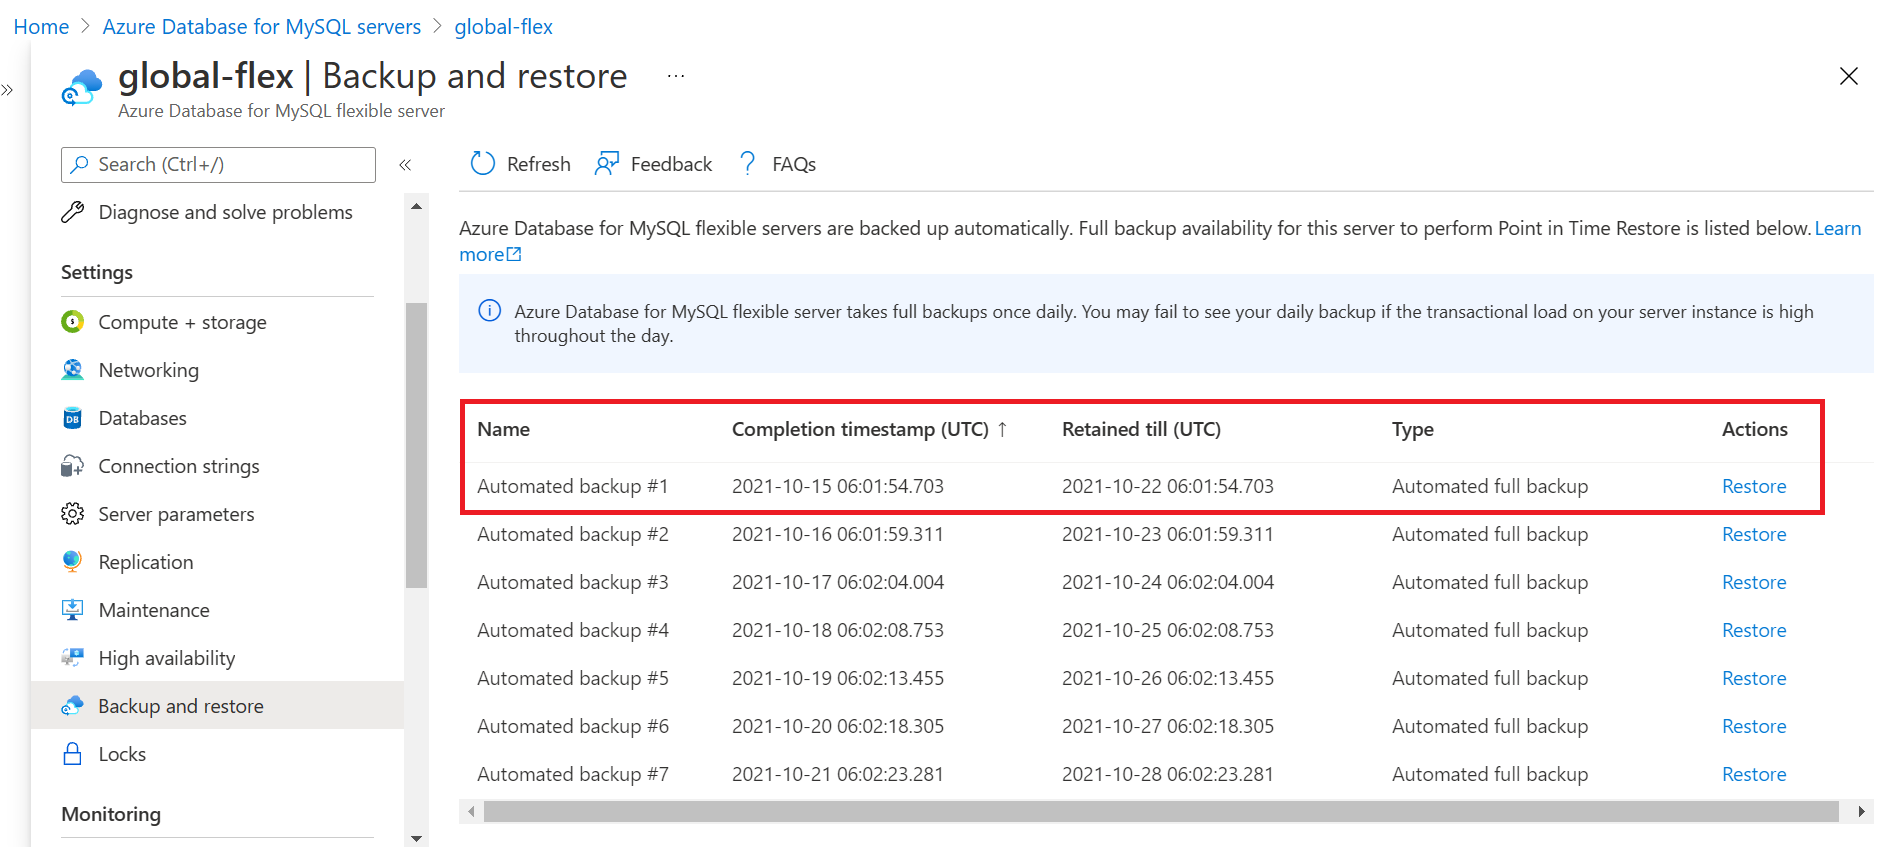 Home > Azure Database for MySQL servers > global-flex
global-flex | Backup and restore ...
Azure Database for MySQL flexible server
Search (Ctrl+/)
Diagnose and solve problems
Settings
Compute + storage
Networking
Databases
Connection strings
Server parameters
Replication
Maintenance
High availability
Backup and restore
Locks
Monitoring
Refresh Feedback ? FAQs
Azure Database for MySQL flexible servers are backed up automatically. Full backup availability for this server to perform Point in Time Restore is listed below. Learn
more
Azure Database for MySQL flexible server takes full backups once daily. You may fail to see your daily backup if the transactional load on your server instance is high
throughout the day.
Name Completion timestamp (UTC) ↑ Retained till (UTC) Type Actions
Automated backup #1 2021-10-15 06:01:54.703 2021-10-22 06:01:54.703 Automated full backup Restore
Automated backup #2 2021-10-16 06:01:59.311 2021-10-23 06:01:59.311 Automated full backup Restore
Automated backup #3 2021-10-17 06:02:04.004 2021-10-24 06:02:04.004 Automated full backup Restore
Automated backup #4 2021-10-18 06:02:08.753 2021-10-25 06:02:08.753 Automated full backup Restore
Automated backup #5 2021-10-19 06:02:13.455 2021-10-26 06:02:13.455 Automated full backup Restore
Automated backup #6 2021-10-20 06:02:18.305 2021-10-27 06:02:18.305 Automated full backup Restore
Automated backup #7 2021-10-21 06:02:23.281 2021-10-28 06:02:23.281 Automated full backup Restore